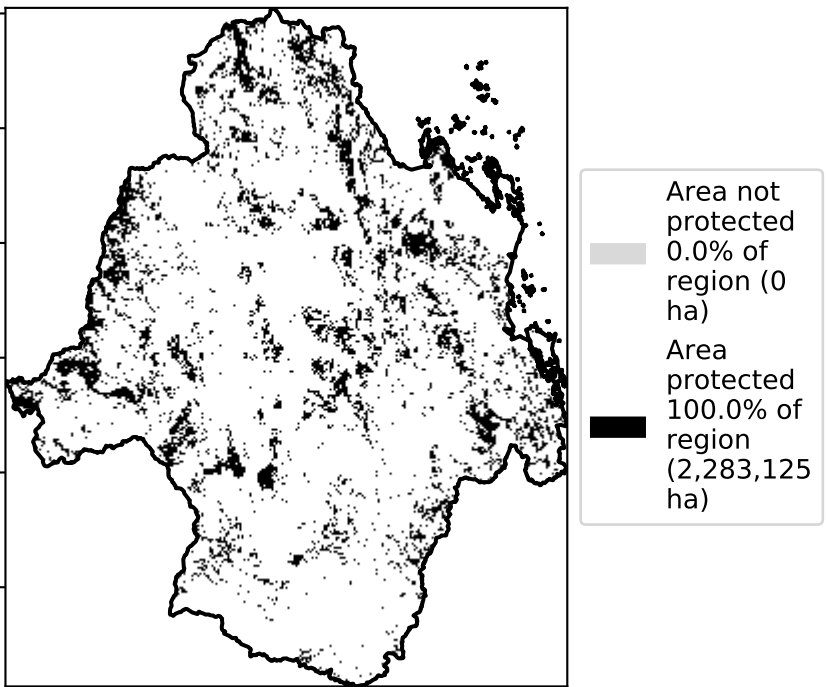 Area not
protected
0.0% of
region (0
ha)
Area
protected
100.0% of
region
(2,283,125
ha)